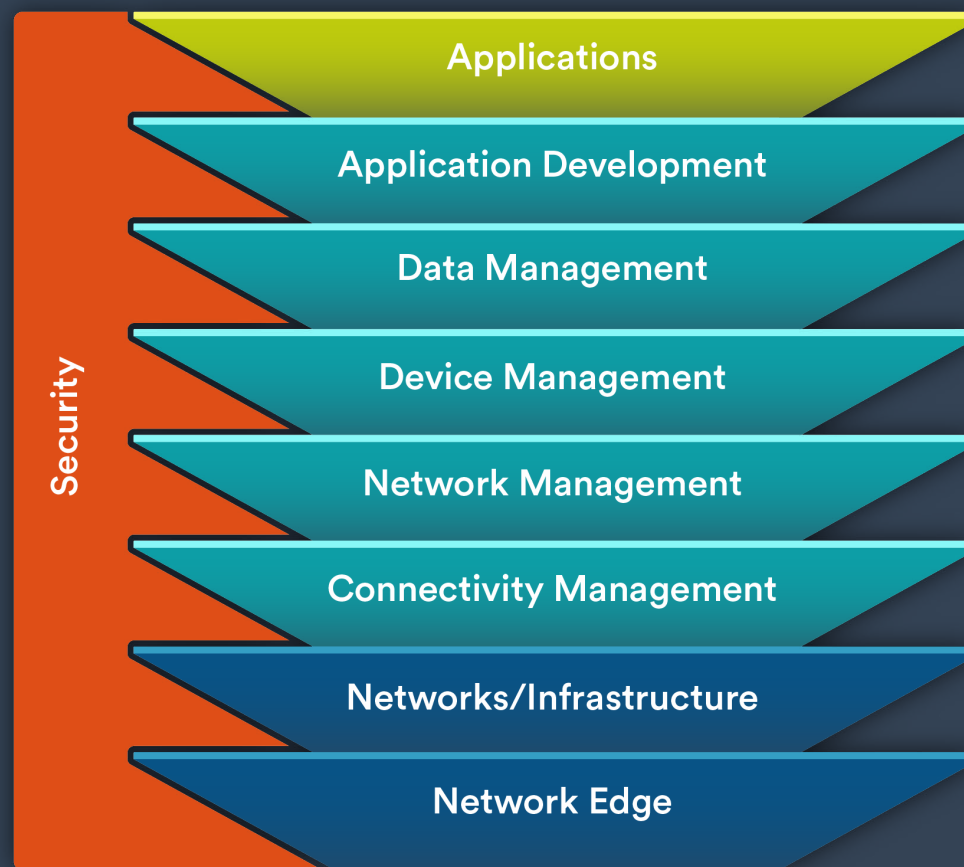 Applications
Application Development
Data Management
Device Management
Network Management
Connectivity Management
Networks/Infrastructure
Network Edge
Security